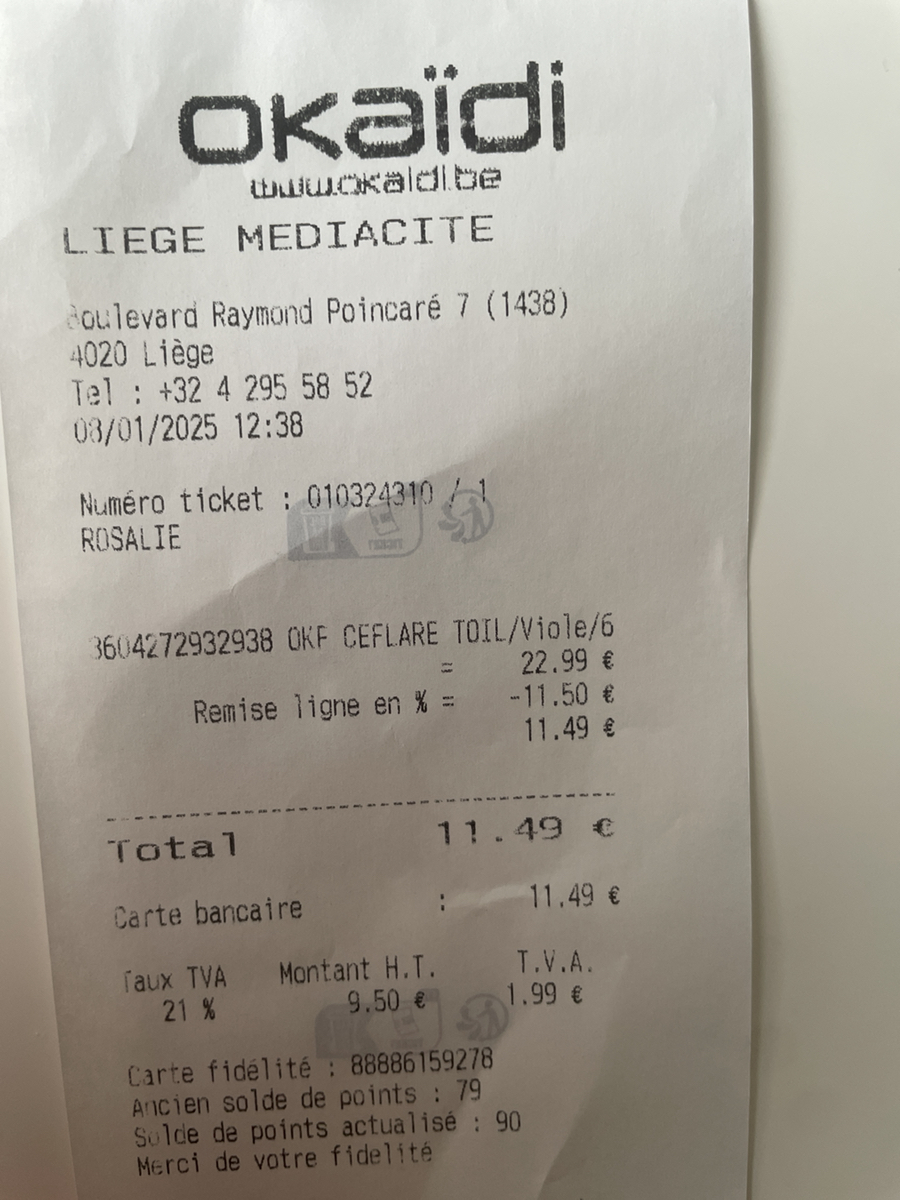 okaïdi
www.okaidi.be
LIEGE MEDIACITE
Boulevard Raymond Poincaré 7 (1438)
4020 Liège
Tel : +32 4 295 58 52
08/01/2025 12:38
Numéro ticket : 010324310 / 1
ROSALIE
3604272932938 OKF CEFLARE TOIL/Viole/6
= 22.99 €
Remise ligne en % = -11.50 €
11.49 €
Total 11.49 €
Carte bancaire : 11.49 €
Taux TVA Montant H.T. T.V.A.
21 % 9.50 € 1.99 €
Carte fidélité : 88886159278
Ancien solde de points : 79
Solde de points actualisé : 90
Merci de votre fidelité